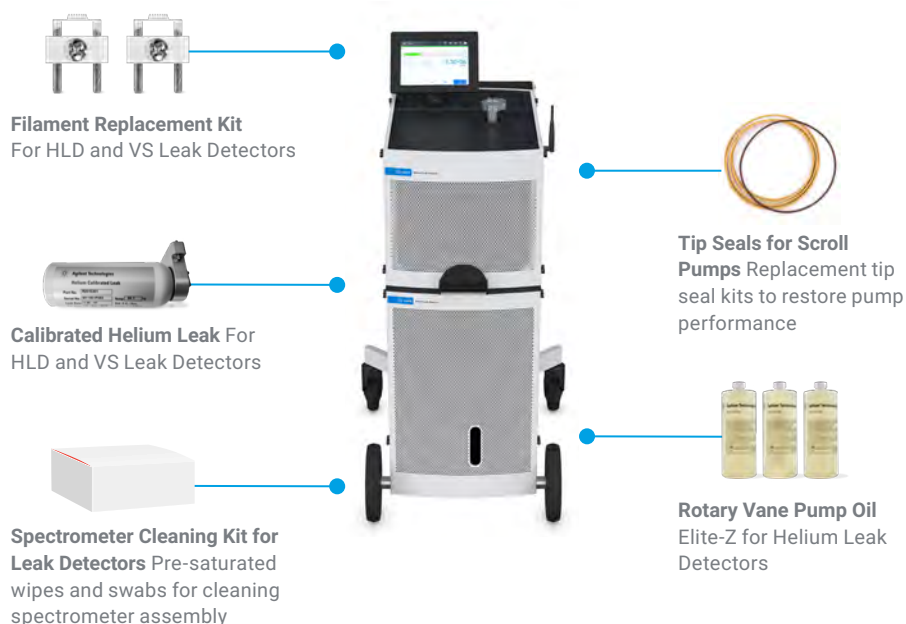 Filament Replacement Kit
For HLD and VS Leak Detectors
Agilent Technologies
Helium Calibrated Leak
Calibrated Helium Leak For
HLD and VS Leak Detectors
Spectrometer Cleaning Kit for
Leak Detectors Pre-saturated
wipes and swabs for cleaning
spectrometer assembly
Tip Seals for Scroll
Pumps Replacement tip
seal kits to restore pump
performance
Rotary Vane Pump Oil
Elite-Z for Helium Leak
Detectors